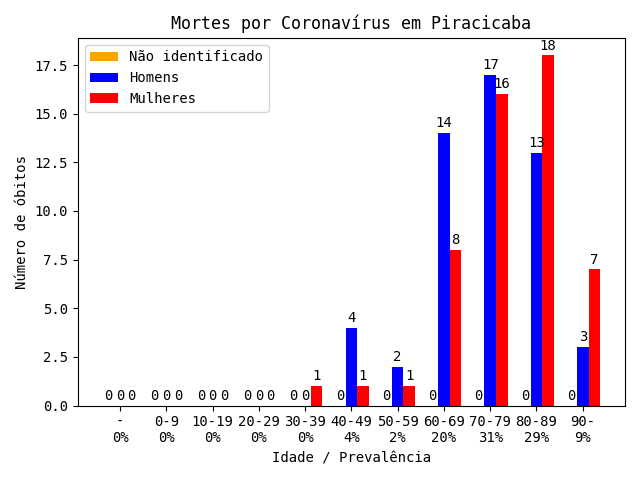 Mortes por Coronavírus em Piracicaba
Não identificado
Homens
Mulheres
Número de óbitos
17.5
15.0
12.5
10.0
7.5
5.0
2.5
0.0
0 0 0 0 0 0 0 0 0 0 0 0 0 0 1 0 4 1 0 2 1 0 14 8 0 17 16 0 13 18 0 3 7
- 0-9 10-19 20-29 30-39 40-49 50-59 60-69 70-79 80-89 90-
0% 0% 0% 0% 0% 4% 2% 20% 31% 29% 9%
Idade / Prevalência